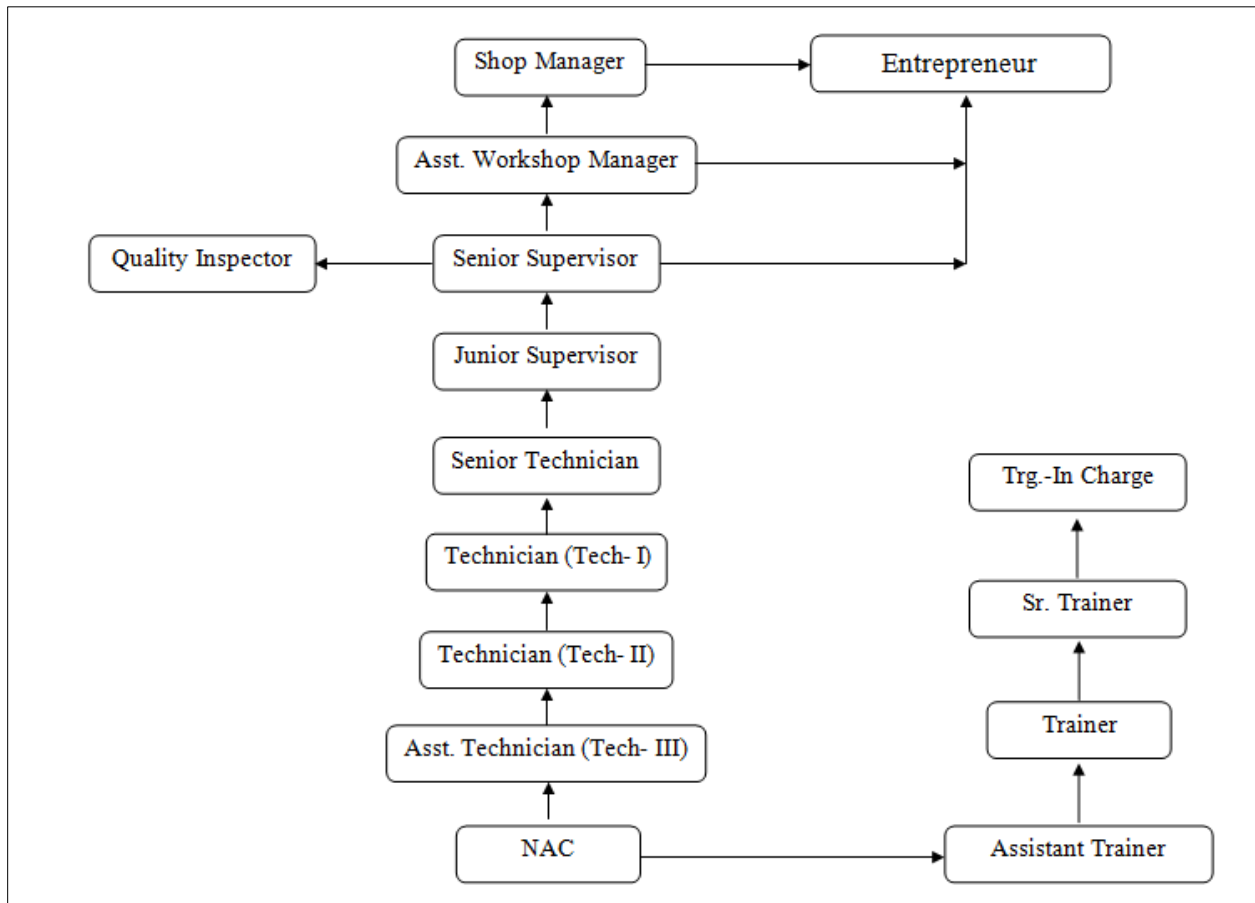 Shop Manager
Entrepreneur
Asst. Workshop Manager
Quality Inspector
Senior Supervisor
Junior Supervisor
Senior Technician
Trg.-In Charge
Technician (Tech- I)
Sr. Trainer
Technician (Tech- II)
Trainer
Asst. Technician (Tech- III)
NAC
Assistant Trainer